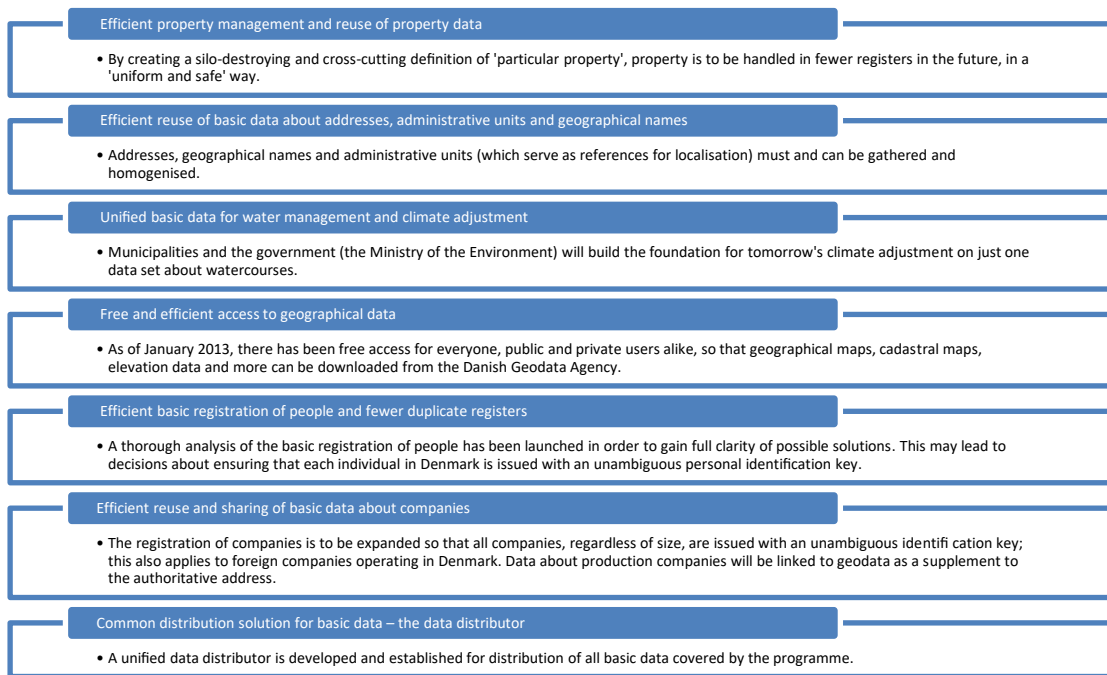 Efficient property management and reuse of property data
• By creating a silo-destroying and cross-cutting definition of 'particular property', property is to be handled in fewer registers in the future, in a
'uniform and safe' way.
Efficient reuse of basic data about addresses, administrative units and geographical names
• Addresses, geographical names and administrative units (which serve as references for localisation) must and can be gathered and
homogenised.
Unified basic data for water management and climate adjustment
• Municipalities and the government (the Ministry of the Environment) will build the foundation for tomorrow's climate adjustment on just one
data set about watercourses.
Free and efficient access to geographical data
• As of January 2013, there has been free access for everyone, public and private users alike, so that geographical maps, cadastral maps,
elevation data and more can be downloaded from the Danish Geodata Agency.
Efficient basic registration of people and fewer duplicate registers
• A thorough analysis of the basic registration of people has been launched in order to gain full clarity of possible solutions. This may lead to
decisions about ensuring that each individual in Denmark is issued with an unambiguous personal identification key.
Efficient reuse and sharing of basic data about companies
• The registration of companies is to be expanded so that all companies, regardless of size, are issued with an unambiguous identifi cation key;
this also applies to foreign companies operating in Denmark. Data about production companies will be linked to geodata as a supplement to
the authoritative address.
Common distribution solution for basic data – the data distributor
• A unified data distributor is developed and established for distribution of all basic data covered by the programme.